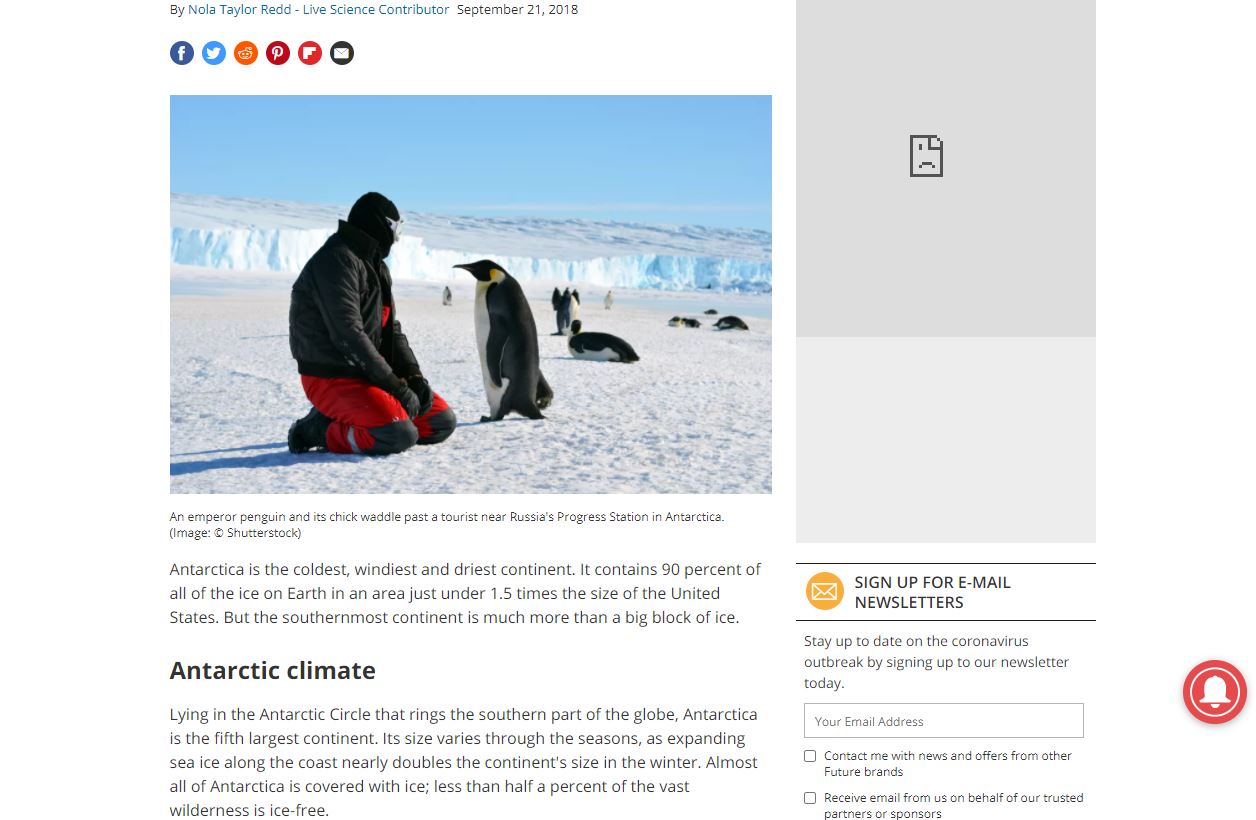 By Nola Taylor Redd - Live Science Contributor September 21, 2018
An emperor penguin and its chick waddle past a tourist near Russia's Progress Station in Antarctica.
(Image: © Shutterstock)
Antarctica is the coldest, windiest and driest continent. It contains 90 percent of
all of the ice on Earth in an area just under 1.5 times the size of the United
States. But the southernmost continent is much more than a big block of ice.
Antarctic climate
Lying in the Antarctic Circle that rings the southern part of the globe, Antarctica
is the fifth largest continent. Its size varies through the seasons, as expanding
sea ice along the coast nearly doubles the continent's size in the winter. Almost
all of Antarctica is covered with ice; less than half a percent of the vast
wilderness is ice-free.
SIGN UP FOR E-MAIL
NEWSLETTERS
Stay up to date on the coronavirus
outbreak by signing up to our newsletter
today.
Your Email Address
Contact me with news and offers from other
Future brands
Receive email from us on behalf of our trusted
partners or sponsors